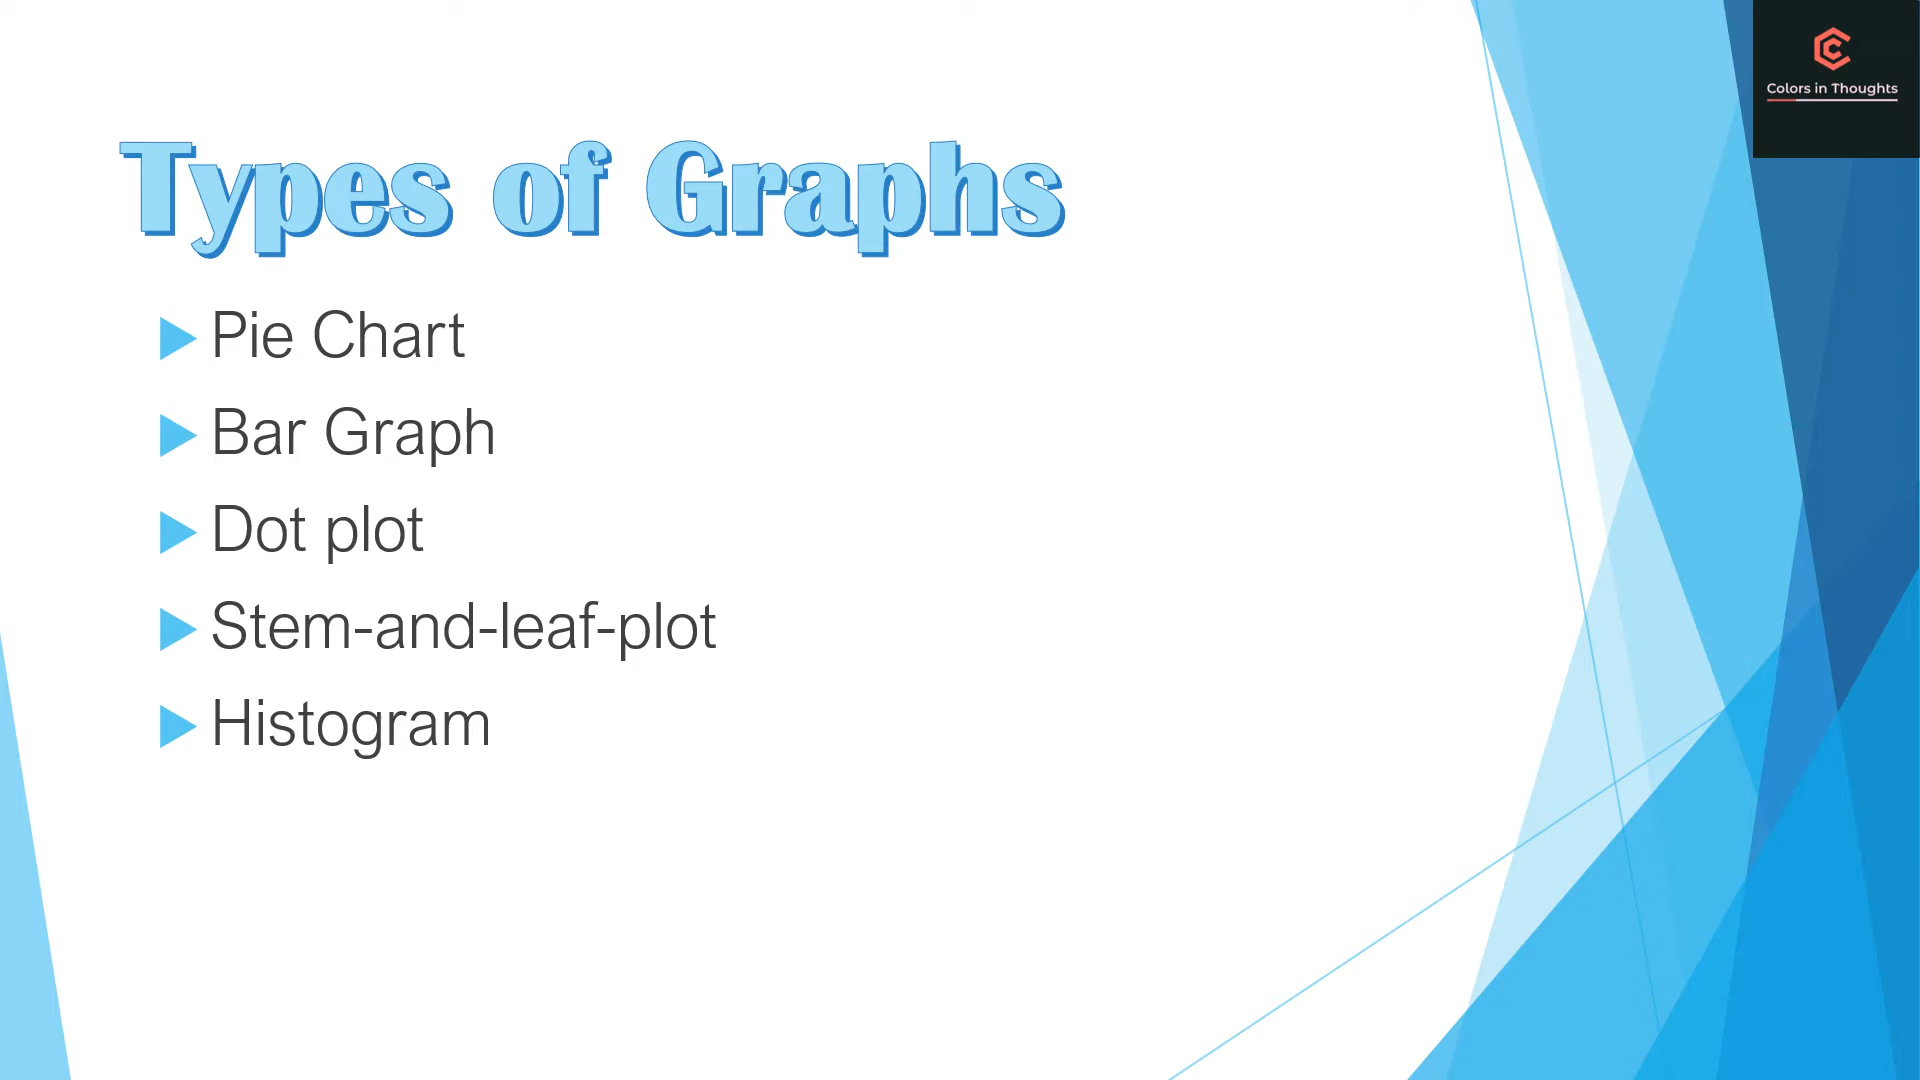 Colors in Thoughts
Types of Graphs
Pie Chart
Bar Graph
Dot plot
Stem-and-leaf-plot
Histogram